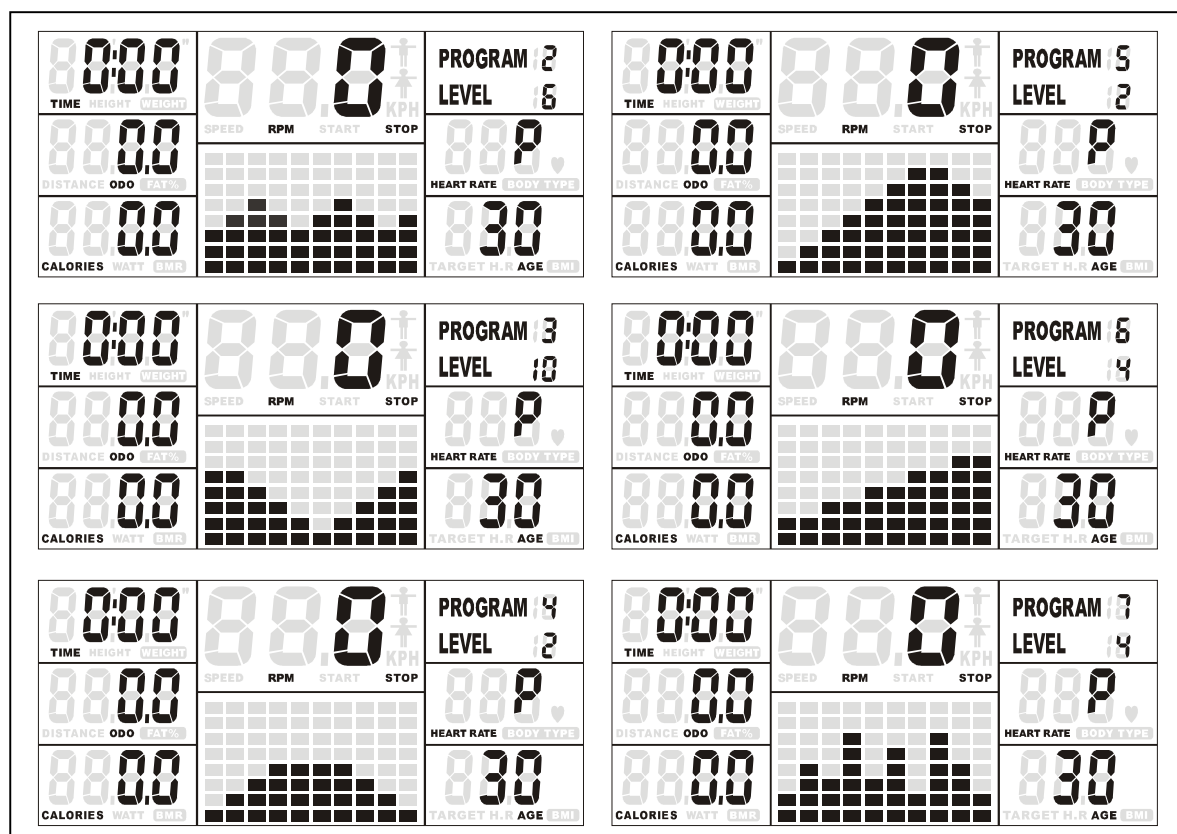 0:00
TIME HEIGHT WEIGHT
0.0
DISTANCE ODO FAT%
0.0
CALORIES WATT BMR
0 KPH
SPEED RPM START STOP
PROGRAM 2
LEVEL 6
P
HEART RATE BODY TYPE
30
TARGET H.R AGE BMI
0:00
TIME HEIGHT WEIGHT
0.0
DISTANCE ODO FAT%
0.0
CALORIES WATT BMR
0 KPH
SPEED RPM START STOP
PROGRAM 5
LEVEL 2
P
HEART RATE BODY TYPE
30
TARGET H.R AGE BMI
0:00
TIME HEIGHT WEIGHT
0.0
DISTANCE ODO FAT%
0.0
CALORIES WATT BMR
0 KPH
SPEED RPM START STOP
PROGRAM 3
LEVEL 10
P
HEART RATE BODY TYPE
30
TARGET H.R AGE BMI
0:00
TIME HEIGHT WEIGHT
0.0
DISTANCE ODO FAT%
0.0
CALORIES WATT BMR
0 KPH
SPEED RPM START STOP
PROGRAM 6
LEVEL 4
P
HEART RATE BODY TYPE
30
TARGET H.R AGE BMI
0:00
TIME HEIGHT WEIGHT
0.0
DISTANCE ODO FAT%
0.0
CALORIES WATT BMR
0 KPH
SPEED RPM START STOP
PROGRAM 4
LEVEL 2
P
HEART RATE BODY TYPE
30
TARGET H.R AGE BMI
0:00
TIME HEIGHT WEIGHT
0.0
DISTANCE ODO FAT%
0.0
CALORIES WATT BMR
0 KPH
SPEED RPM START STOP
PROGRAM 7
LEVEL 4
P
HEART RATE BODY TYPE
30
TARGET H.R AGE BMI